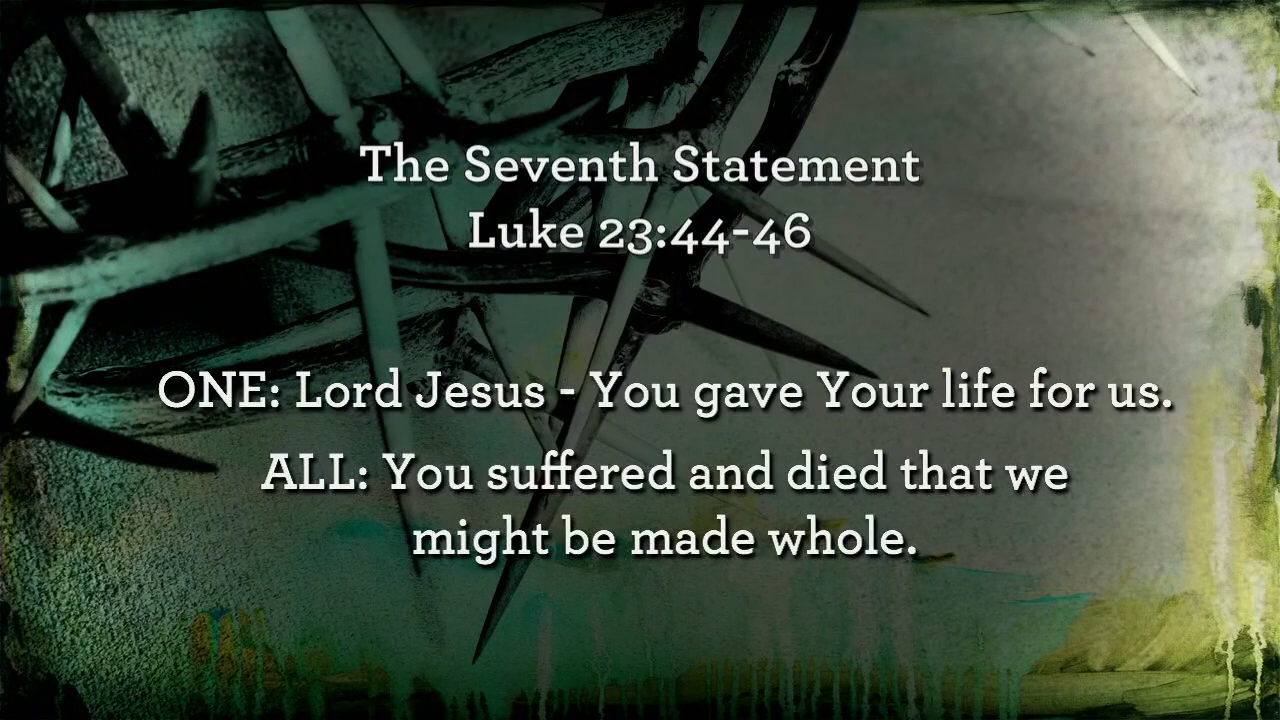 The Seventh Statement
Luke 23:44-46
ONE: Lord Jesus - You gave Your life for us.
ALL: You suffered and died that we
might be made whole.